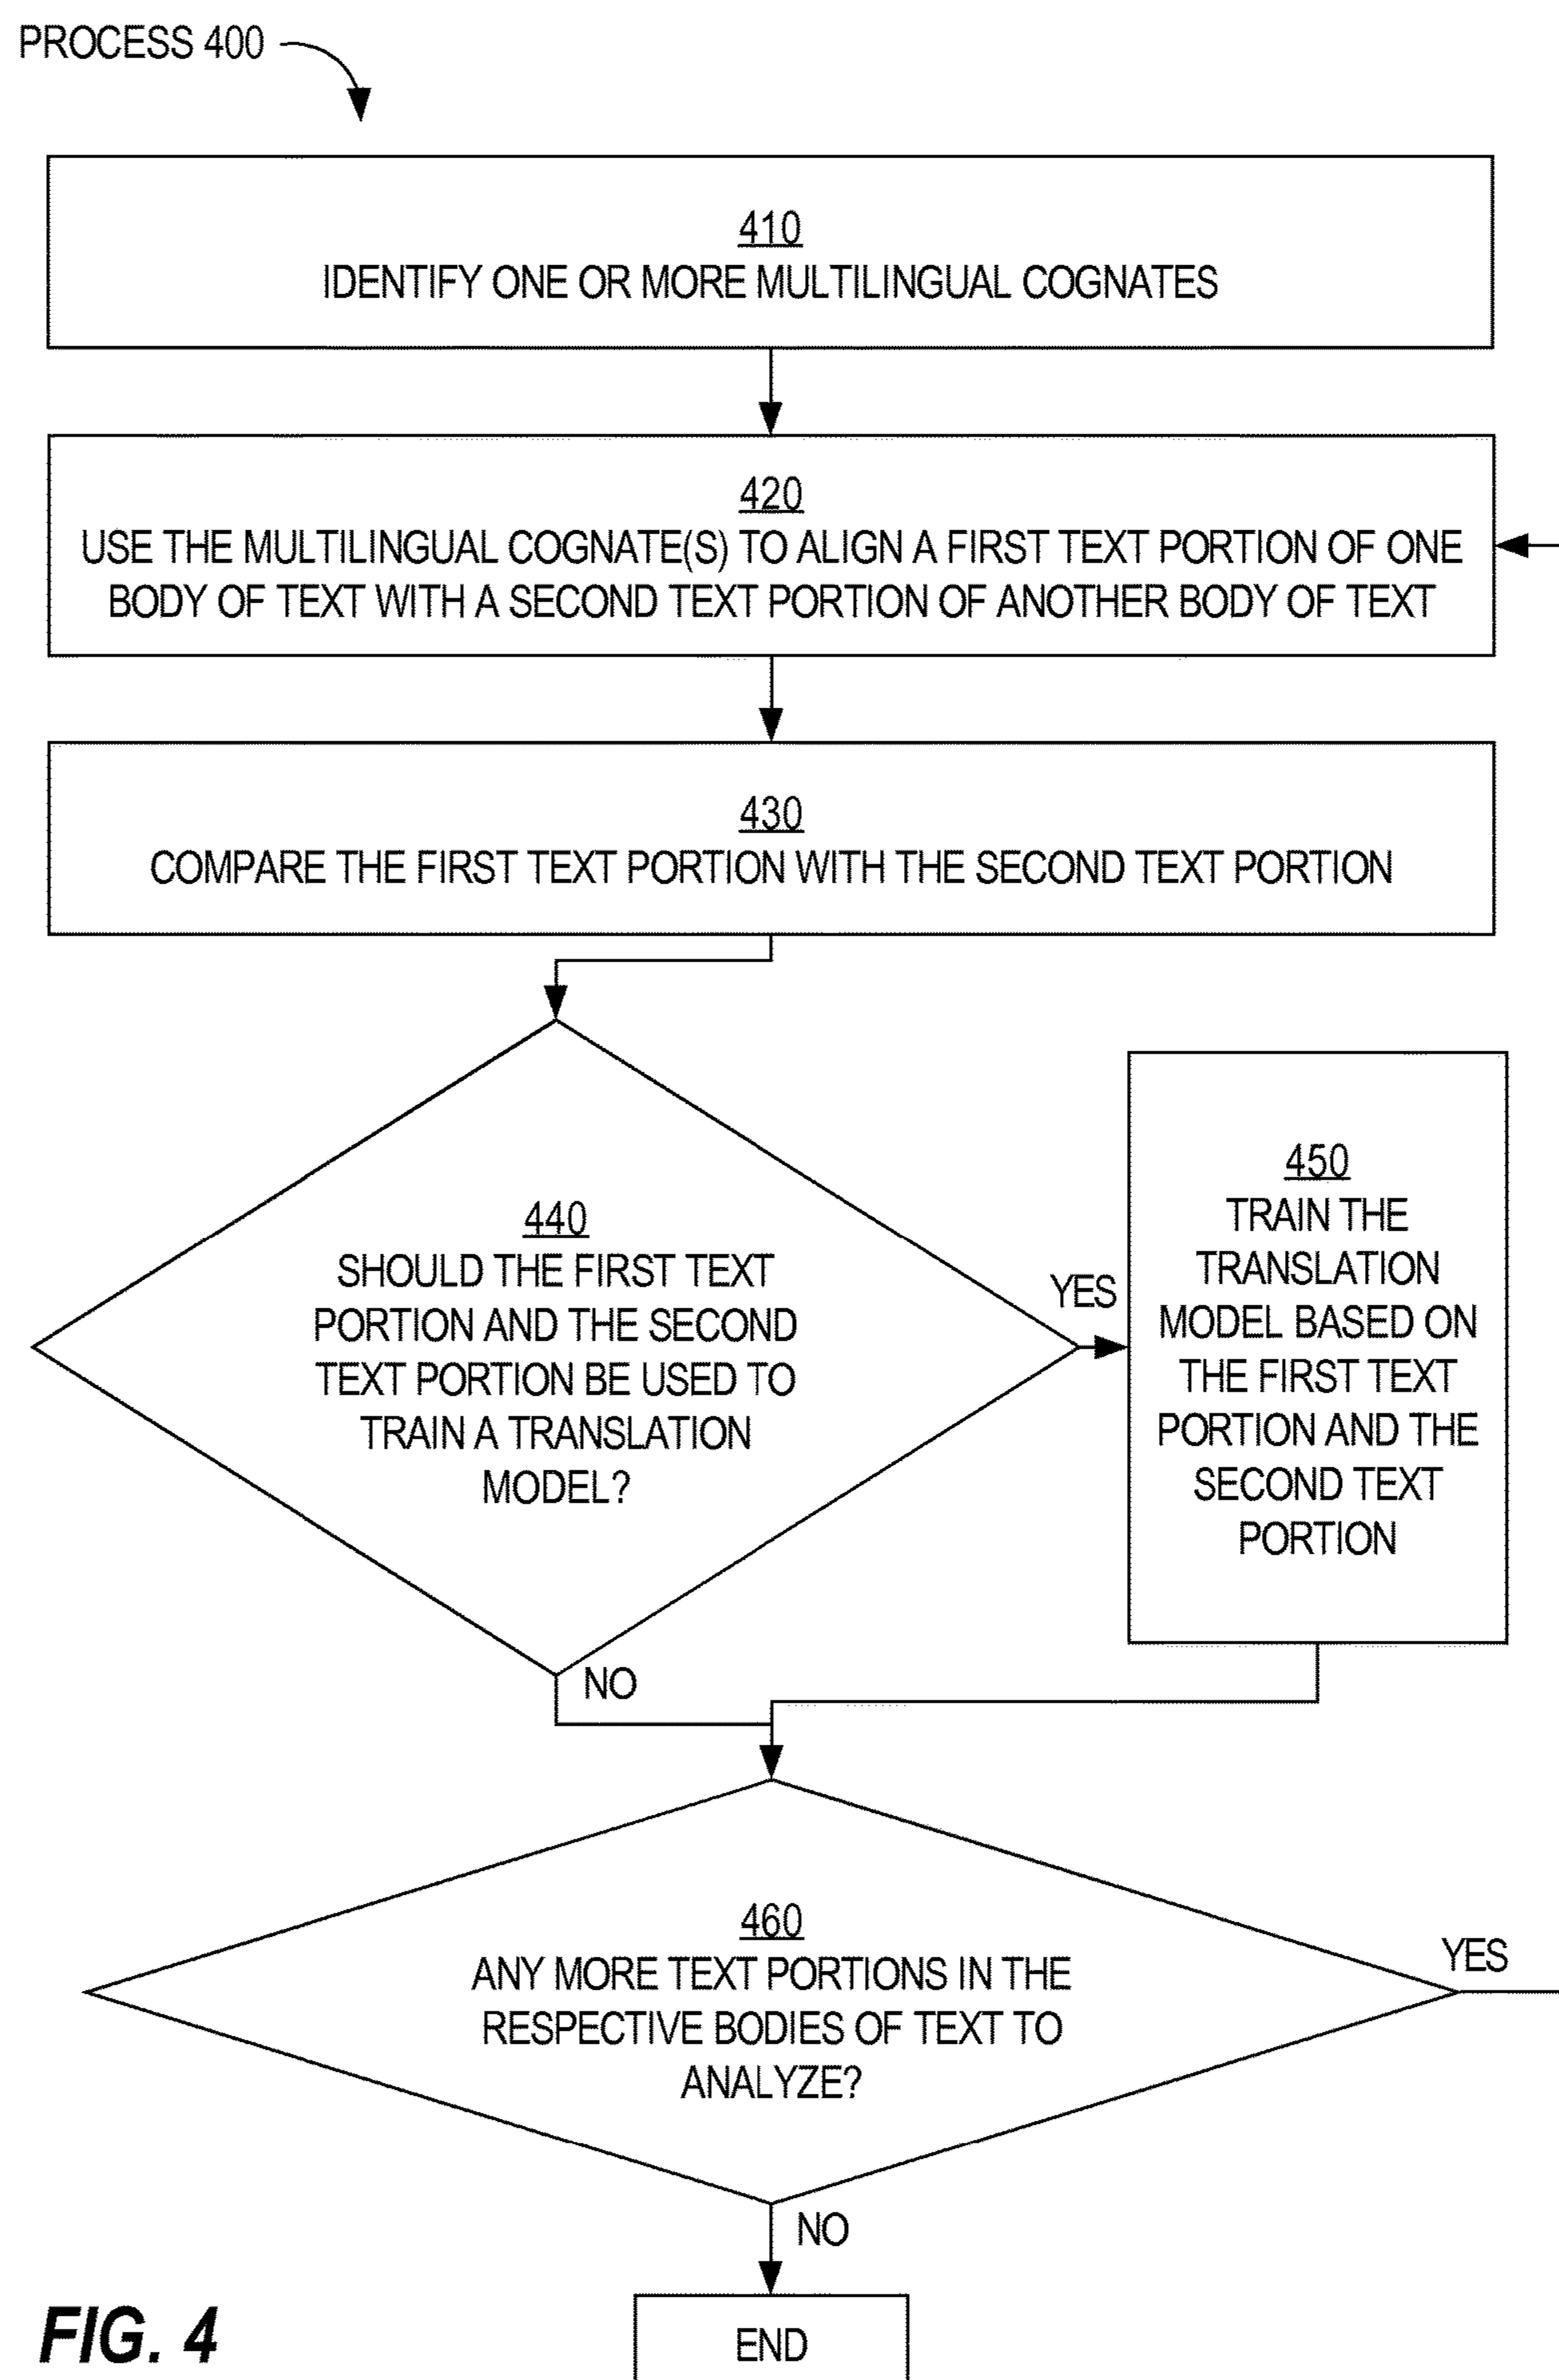 PROCESS 400
410
IDENTIFY ONE OR MORE MULTILINGUAL COGNATES
420
USE THE MULTILINGUAL COGNATE(S) TO ALIGN A FIRST TEXT PORTION OF ONE
BODY OF TEXT WITH A SECOND TEXT PORTION OF ANOTHER BODY OF TEXT
430
COMPARE THE FIRST TEXT PORTION WITH THE SECOND TEXT PORTION
440
SHOULD THE FIRST TEXT
PORTION AND THE SECOND
TEXT PORTION BE USED TO
TRAIN A TRANSLATION
MODEL?
YES
NO
450
TRAIN THE
TRANSLATION
MODEL BASED ON
THE FIRST TEXT
PORTION AND THE
SECOND TEXT
PORTION
460
ANY MORE TEXT PORTIONS IN THE
RESPECTIVE BODIES OF TEXT TO
ANALYZE?
YES
NO
END
FIG. 4